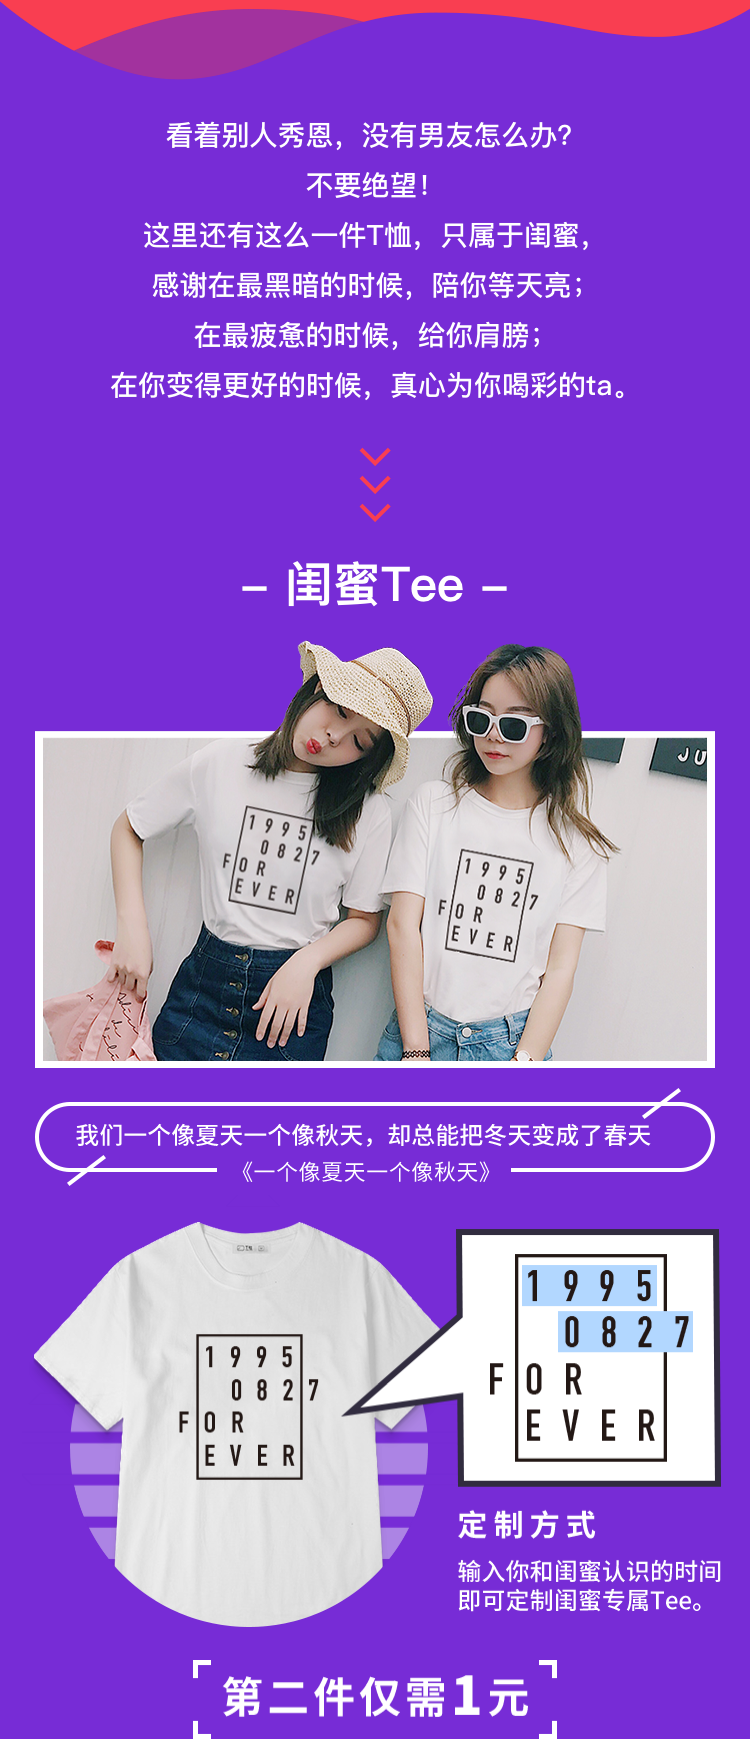 看着别人秀恩，没有男友怎么办？
不要绝望！
这里还有这么一件T恤，只属于闺蜜，
感谢在最黑暗的时候，陪你等天亮；
在最疲惫的时候，给你肩膀；
在你变得更好的时候，真心为你喝彩的ta。
– 闺蜜Tee –
JU
1995
0827
FOR
EVER
1995
0827
FOR
EVER
我们一个像夏天一个像秋天，却总能把冬天变成了春天
《一个像夏天一个像秋天》
1995
0827
FOR
EVER
1995
0827
FOR
EVER
定制方式
输入你和闺蜜认识的时间
即可定制闺蜜专属Tee。
第二件仅需1元